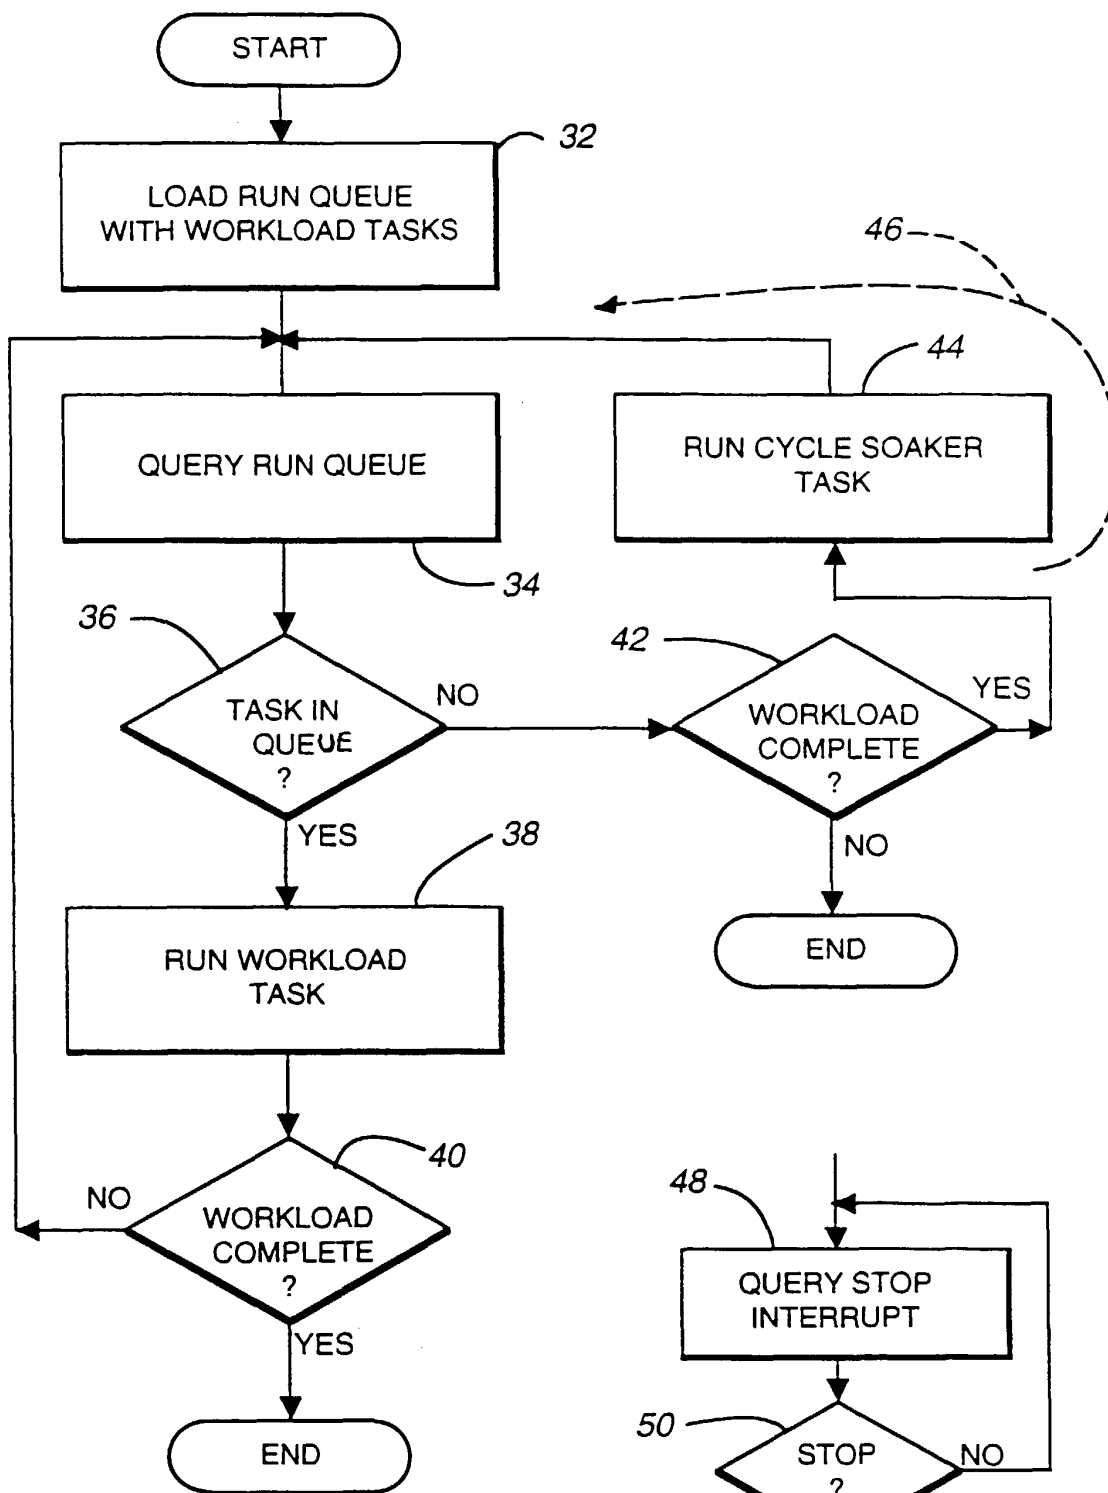 START
32
LOAD RUN QUEUE
WITH WORKLOAD TASKS
46
44
QUERY RUN QUEUE
RUN CYCLE SOAKER
TASK
34
36
42
TASK IN
QUEUE
?
NO
YES
WORKLOAD
COMPLETE
?
YES
NO
38
RUN WORKLOAD
TASK
END
40
NO
WORKLOAD
COMPLETE
?
YES
END
48
QUERY STOP
INTERRUPT
50
STOP
?
NO